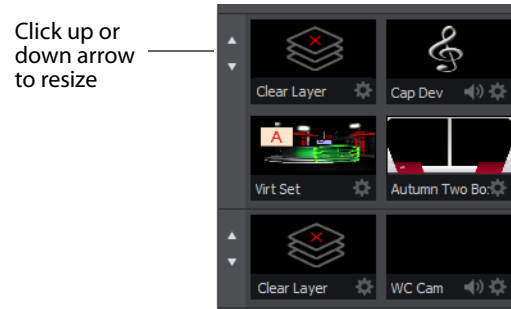 Click up or
down arrow
to resize
Clear Layer
Cap Dev
A
Virt Set
Autumn Two Bo:
Clear Layer
WC Cam